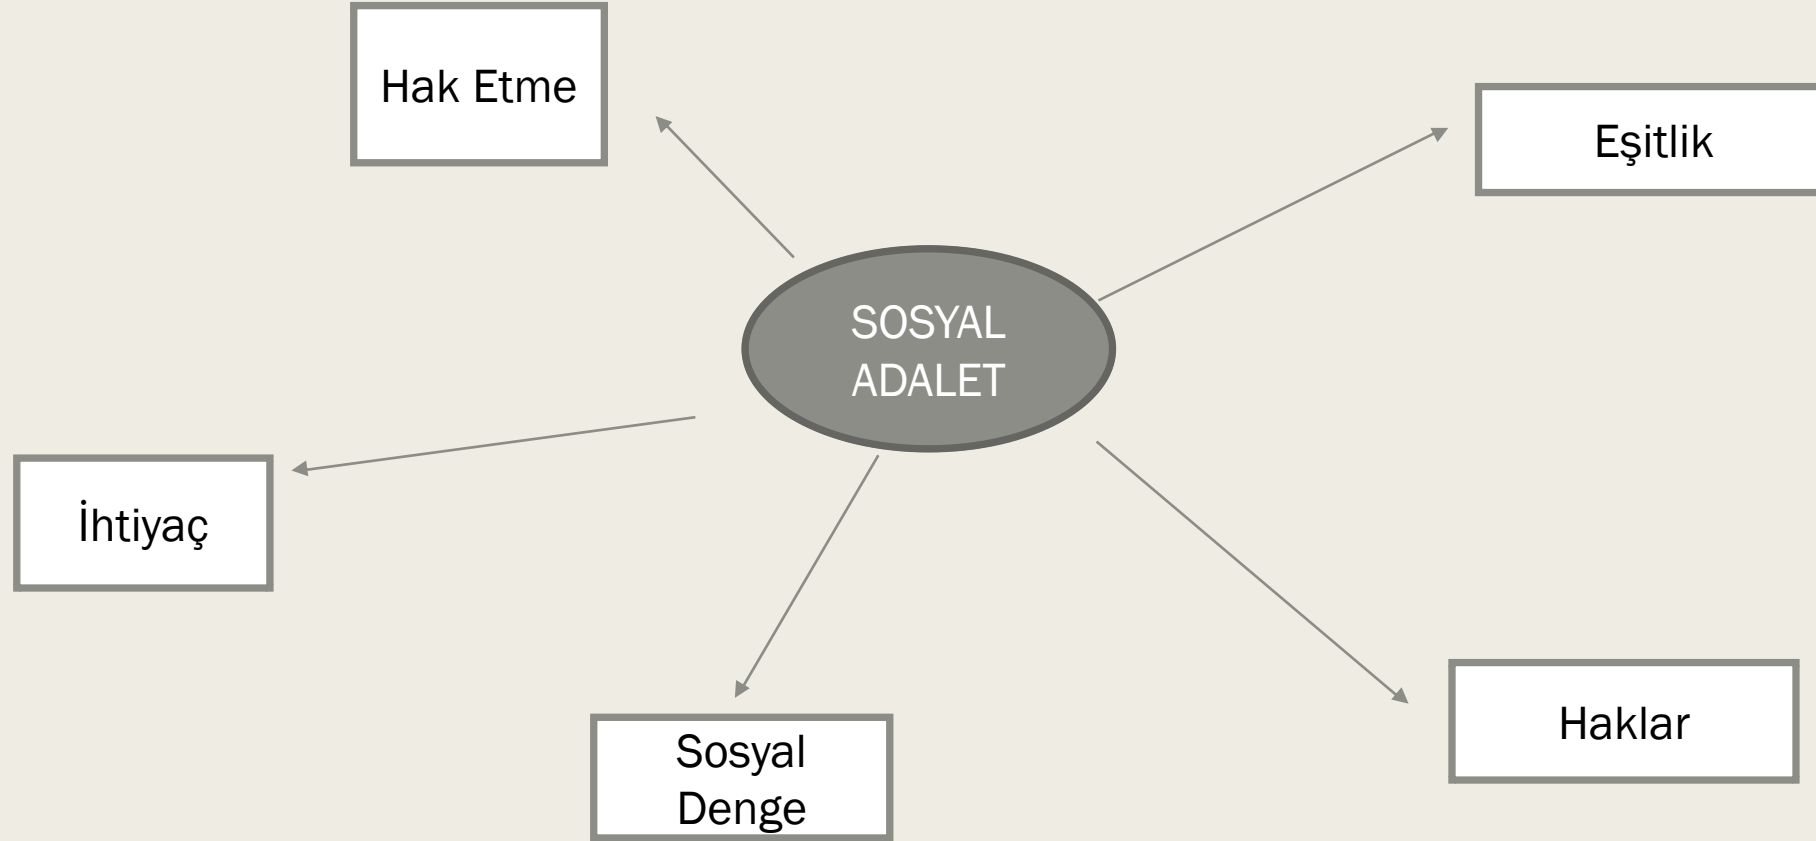 Hak Etme
Eşitlik
SOSYAL
ADALET
İhtiyaç
Haklar
Sosyal
Denge